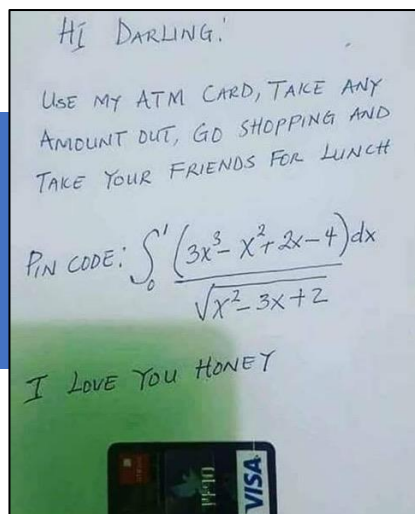 HI DARLING!
USE MY ATM CARD, TAKE ANY
AMOUNT OUT, GO SHOPPING AND
TAKE YOUR FRIENDS FOR LUNCH
PIN CODE: ∫₀¹ (3x³ - x² + 2x - 4)dx / √(x² - 3x + 2)
I LOVE YOU HONEY
VISA